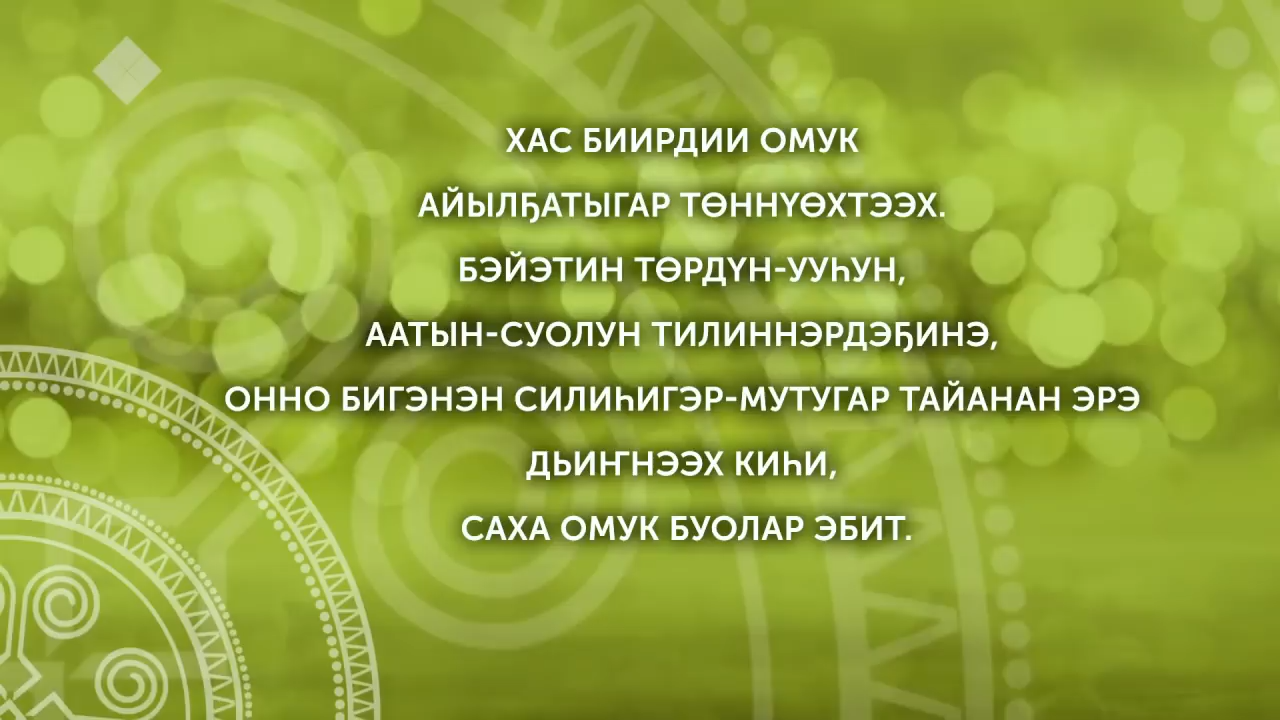 ХАС БИИРДИИ ОМУК
АЙЫЛҔАТЫГАР ТӨННҮӨХТЭЭХ.
БЭЙЭТИН ТӨРДҮН-УУҺУН,
ААТЫН-СУОЛУН ТИЛИННЭРДЭҔИНЭ,
ОННО БИГЭНЭН СИЛИҺИГЭР-МУТУГАР ТАЙАНАН ЭРЭ
ДЬИҤНЭЭХ КИҺИ,
САХА ОМУК БУОЛАР ЭБИТ.